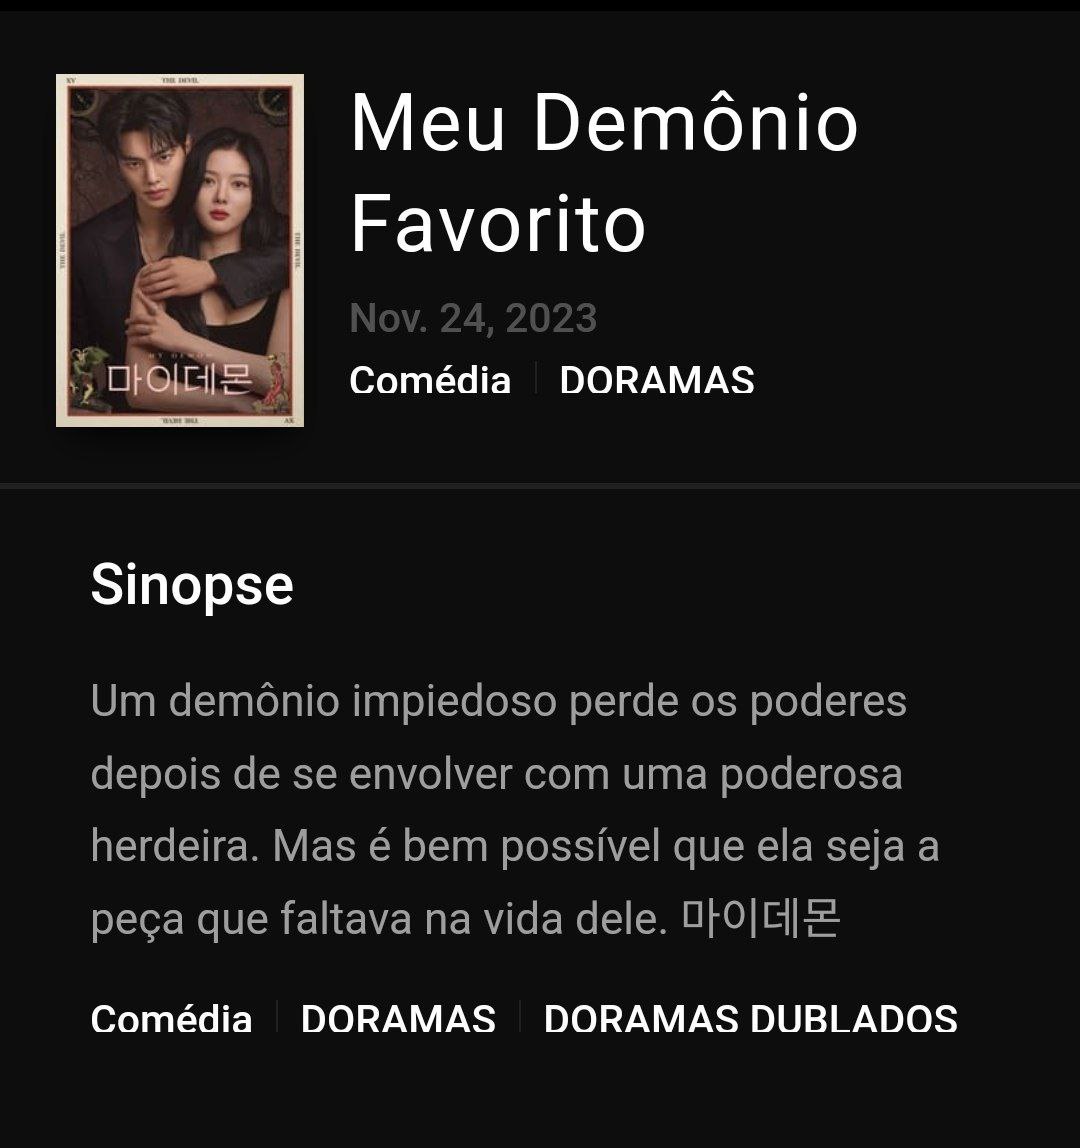 XV
THE DEVIL
Meu Demônio
Favorito
Nov. 24, 2023
Comédia
DORAMAS
THE DEVIL
THE DEVIL
MY DEMON
마이데몬
THE DEVIL
XV
Sinopse
Um demônio impiedoso perde os poderes
depois de se envolver com uma poderosa
herdeira. Mas é bem possível que ela seja a
peça que faltava na vida dele. 마이데몬
Comédia
DORAMAS
DORAMAS DUBLADOS